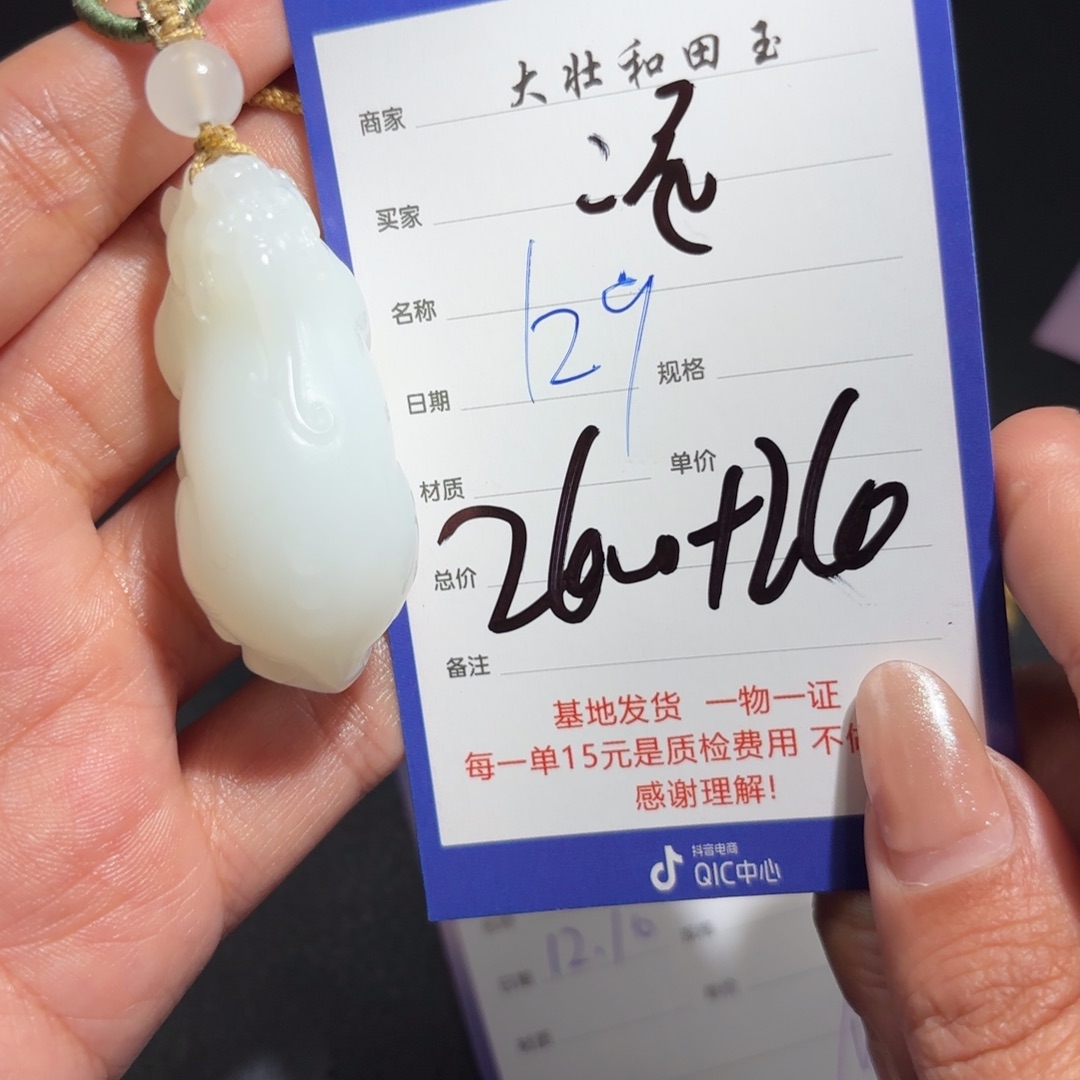 商家 大壮和田玉
买家
名称 129
日期 规格
材质 单价
总价 2600+260
备注
基地发货 一物一证
每一单15元是质检费用 不
感谢理解!
抖音电商
QIC中心
12.10